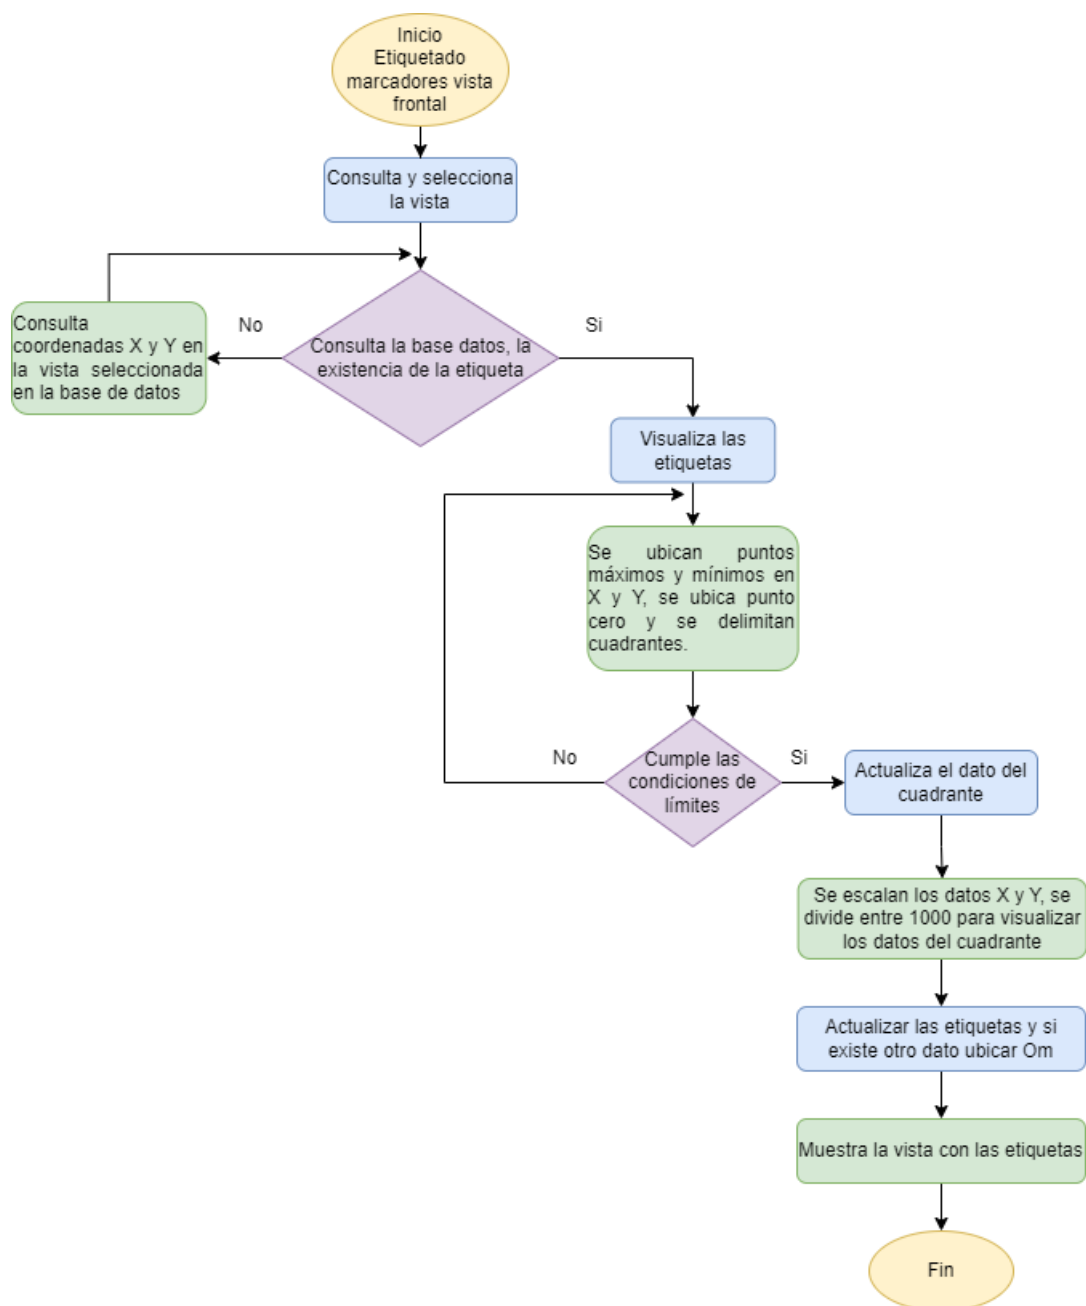 Inicio
Etiquetado
marcadores vista
frontal
Consulta y selecciona
la vista
No
Si
Consulta
coordenadas X y Y en
la vista seleccionada
en la base de datos
Consulta la base datos, la
existencia de la etiqueta
Visualiza las
etiquetas
Se ubican puntos
máximos y mínimos en
X y Y, se ubica punto
cero y se delimitan
cuadrantes.
No
Cumple las
condiciones de
límites
Si
Actualiza el dato del
cuadrante
Se escalan los datos X y Y, se
divide entre 1000 para visualizar
los datos del cuadrante
Actualizar las etiquetas y si
existe otro dato ubicar Om
Muestra la vista con las etiquetas
Fin